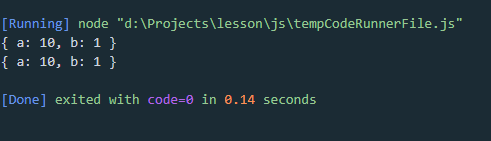 [Running] node "d:\Projects\lesson\js\tempCodeRunnerFile.js"
{ a: 10, b: 1 }
{ a: 10, b: 1 }
[Done] exited with code=0 in 0.14 seconds